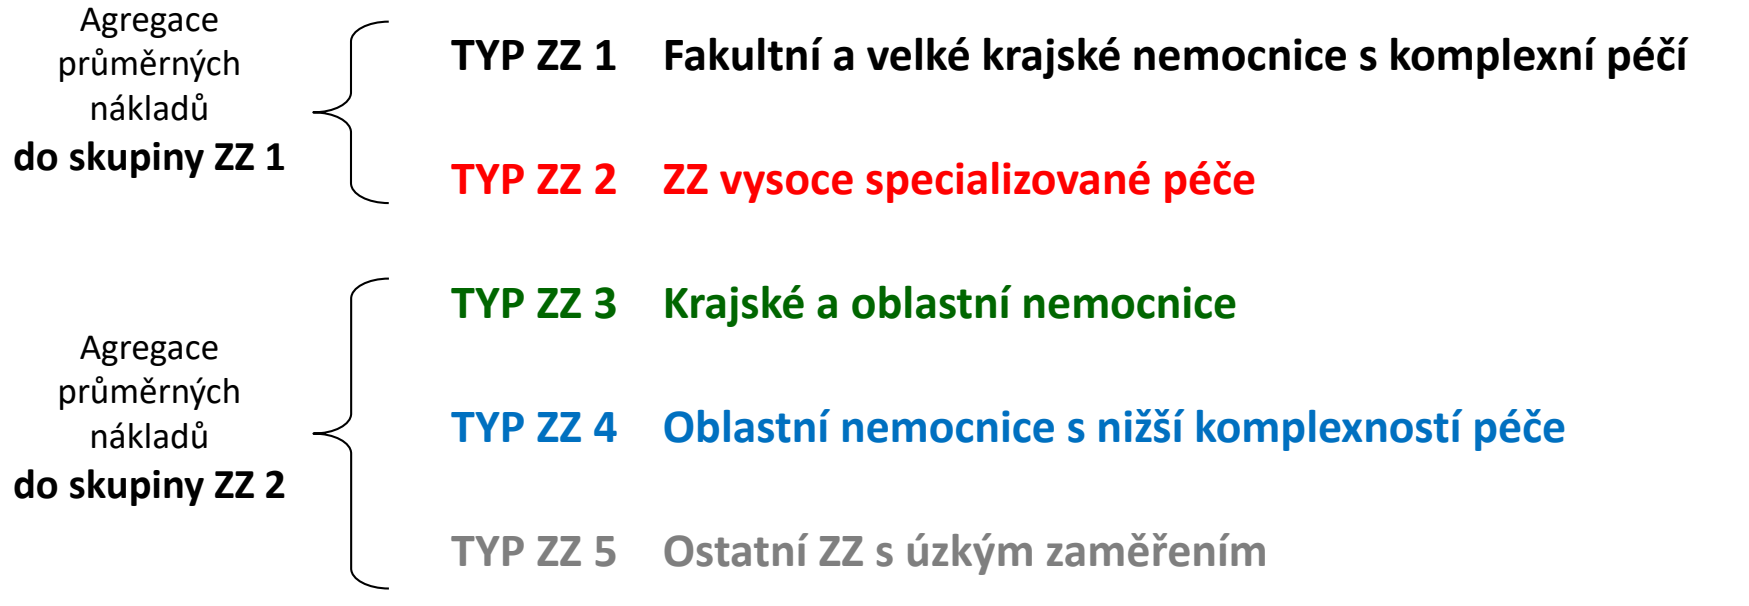 Agregace
průměrných
nákladů
do skupiny ZZ 1
TYP ZZ 1 Fakultní a velké krajské nemocnice s komplexní péčí
TYP ZZ 2 ZZ vysoce specializované péče
Agregace
průměrných
nákladů
do skupiny ZZ 2
TYP ZZ 3 Krajské a oblastní nemocnice
TYP ZZ 4 Oblastní nemocnice s nižší komplexností péče
TYP ZZ 5 Ostatní ZZ s úzkým zaměřením